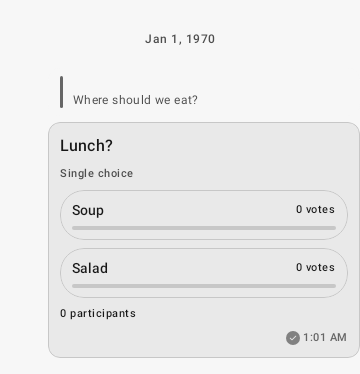 Jan 1, 1970
Where should we eat?
Lunch?
Single choice
Soup
0 votes
Salad
0 votes
0 participants
1:01 AM